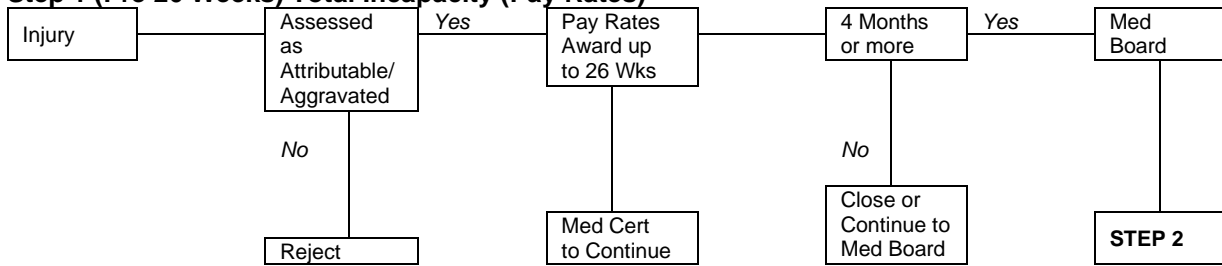 Step 1 (Pre 26 Weeks) Total Incapacity (Pay Rates)
Injury
Assessed
as
Attributable/
Aggravated
Yes
Pay Rates
Award up
to 26 Wks
4 Months
or more
Yes
Med
Board
No
No
Reject
Med Cert
to Continue
Close or
Continue to
Med Board
STEP 2